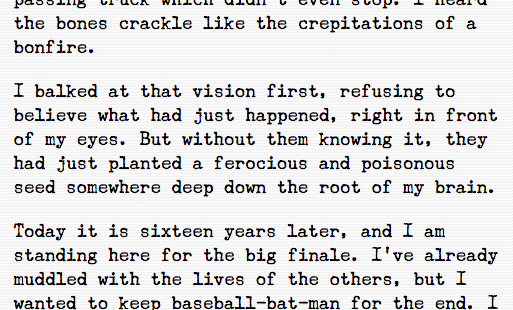 passing truck which didn't even stop. I heard
the bones crackle like the crepitations of a
bonfire.
I balked at that vision first, refusing to
believe what had just happened, right in front
of my eyes. But without them knowing it, they
had just planted a ferocious and poisonous
seed somewhere deep down the root of my brain.
Today it is sixteen years later, and I am
standing here for the big finale. I've already
muddled with the lives of the others, but I
wanted to keep baseball-bat-man for the end. I